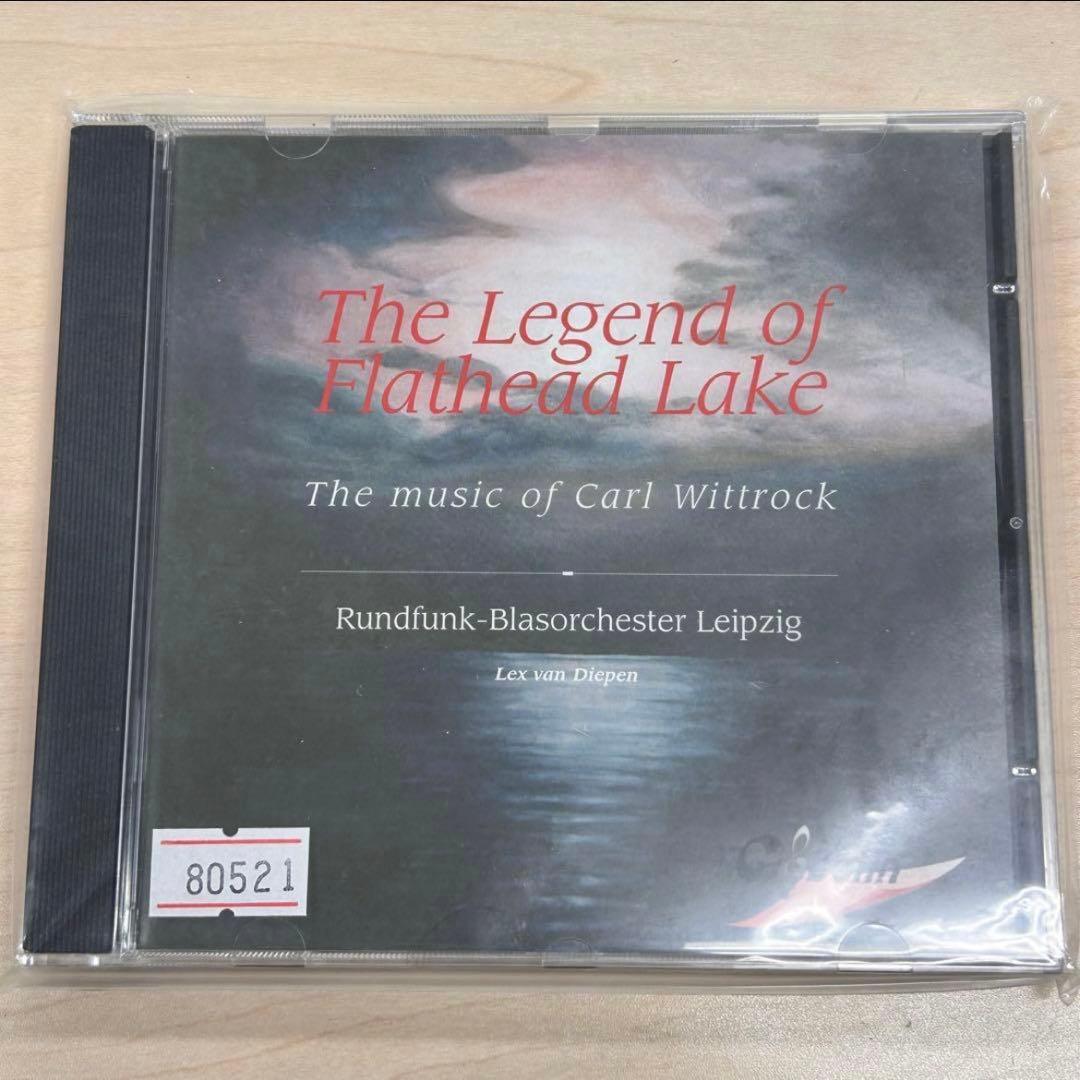 The Legend of
Flathead Lake
The music of Carl Wittrock
Rundfunk-Blasorchester Leipzig
Lex van Diepen
80521